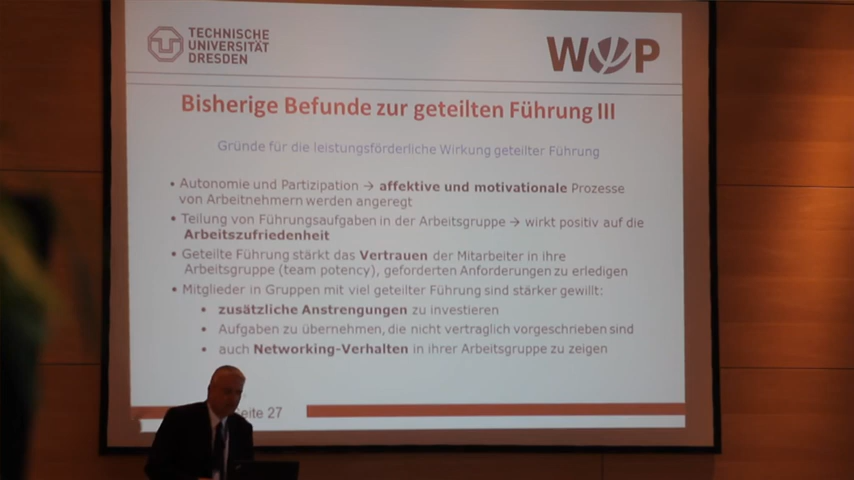 TECHNISCHE
UNIVERSITÄT
DRESDEN
WOP
Bisherige Befunde zur geteilten Führung III
Gründe für die leistungsförderliche Wirkung geteilter Führung
• Autonomie und Partizipation → affektive und motivationale Prozesse
von Arbeitnehmern werden angeregt
• Teilung von Führungsaufgaben in der Arbeitsgruppe → wirkt positiv auf die
Arbeitszufriedenheit
• Geteilte Führung stärkt das Vertrauen der Mitarbeiter in ihre
Arbeitsgruppe (team potency), geforderten Anforderungen zu erledigen
• Mitglieder in Gruppen mit viel geteilter Führung sind stärker gewillt:
• zusätzliche Anstrengungen zu investieren
• Aufgaben zu übernehmen, die nicht vertraglich vorgeschrieben sind
• auch Networking-Verhalten in ihrer Arbeitsgruppe zu zeigen
Seite 27